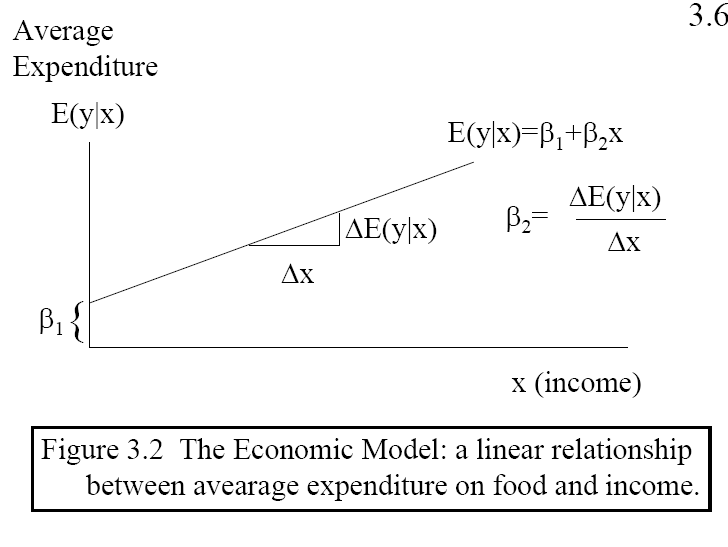 3.6
Average
Expenditure
E(y|x)
E(y|x)=β₁+β₂x
β₂= ΔE(y|x)
Δx
ΔE(y|x)
Δx
β₁{
x (income)
Figure 3.2 The Economic Model: a linear relationship
between avearage expenditure on food and income.